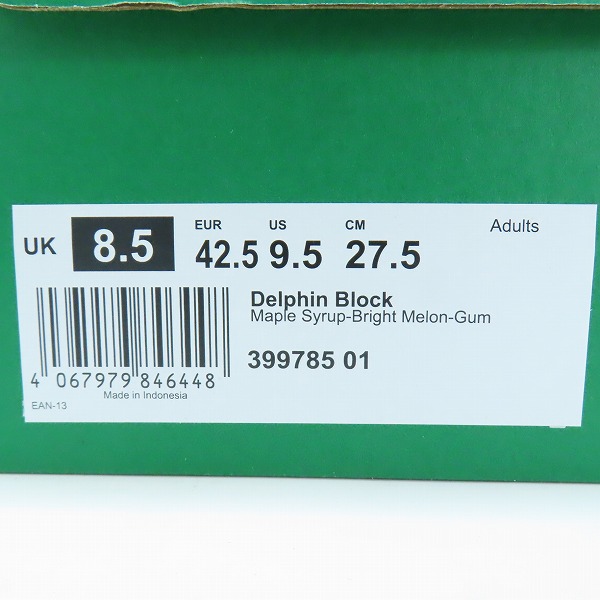 EUR US CM Adults
UK 8.5 42.5 9.5 27.5
Delphin Block
Maple Syrup-Bright Melon-Gum
399785 01
4 067979 846448
Made in Indonesia
EAN-13